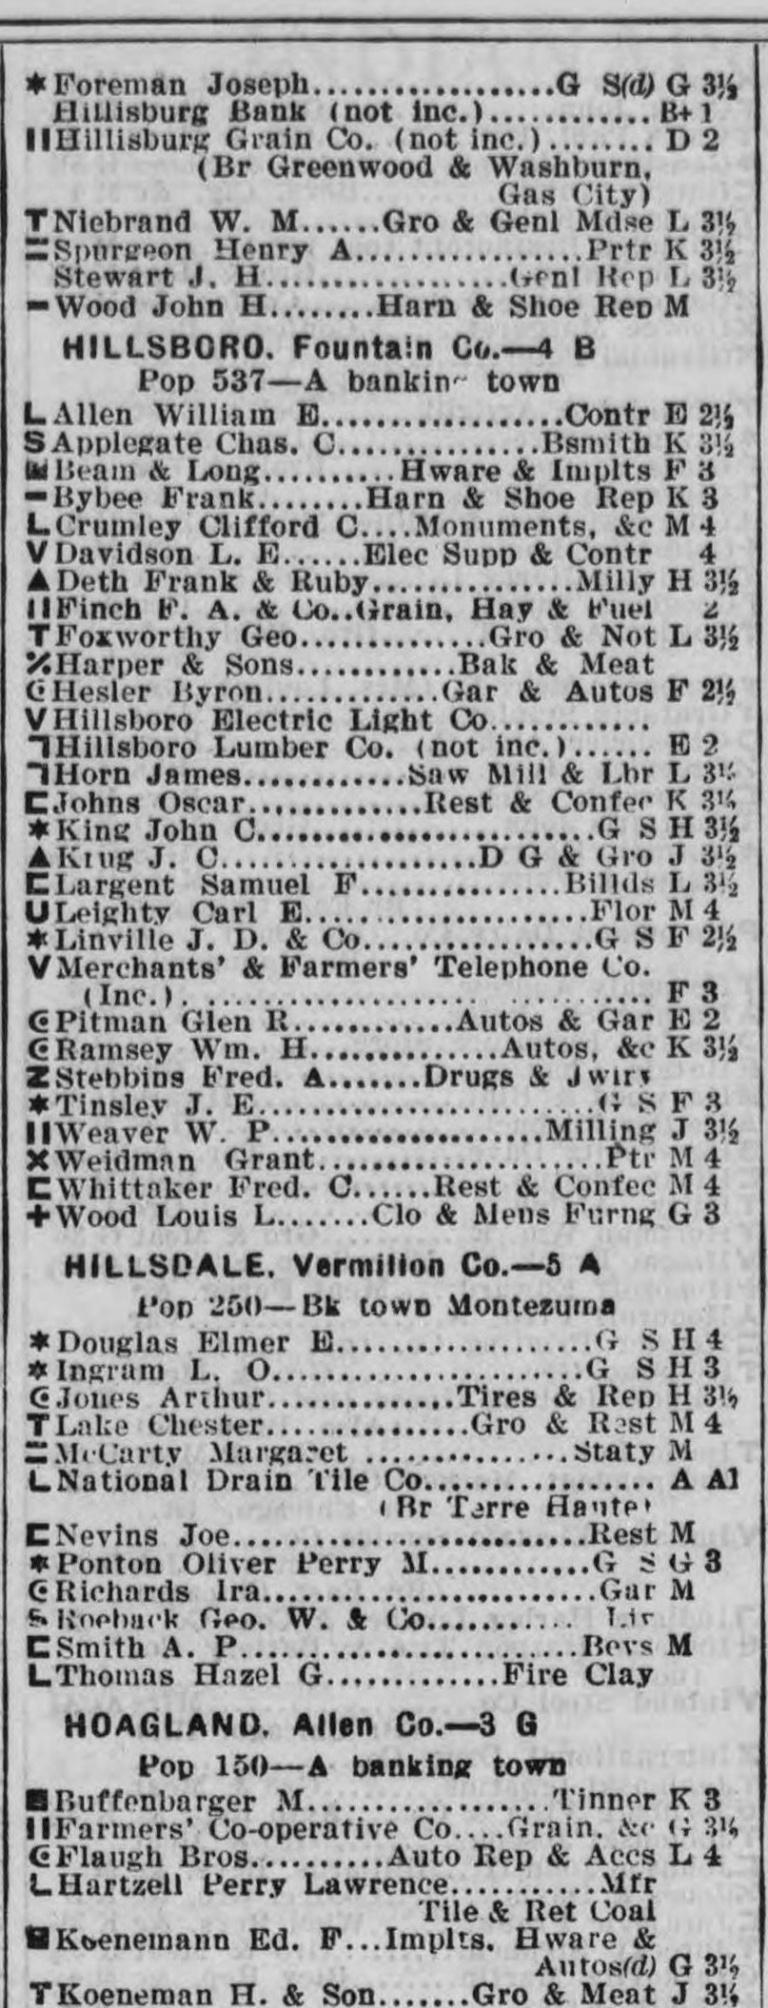 * Foreman Joseph..................G S(d) G 3½
Hillisburg Bank (not inc.)............ B+ 1
II Hillisburg Grain Co. (not inc.)........ D 2
(Br Greenwood & Washburn,
Gas City)
T Niebrand W. M......Gro & Genl Mdse L 3½
= Spurgeon Henry A.................Prtr K 3½
Stewart J. H..................Genl Rep L 3½
- Wood John H........Harn & Shoe Rep M
HILLSBORO, Fountain Co.—4 B
Pop 537—A banking town
L Allen William E..................Contr E 2½
S Applegate Chas. C...............Bsmith K 3½
Beam & Long..........Hware & Implts F 3
- Bybee Frank........Harn & Shoe Rep K 3
L Crumley Clifford C....Monuments, &c M 4
V Davidson L. E......Elec Supp & Contr 4
▲ Deth Frank & Ruby...............Milly H 3½
II Finch F. A. & Co..Grain, Hay & Fuel 2
T Foxworthy Geo..............Gro & Not L 3½
% Harper & Sons............Bak & Meat
G Hesler Byron.............Gar & Autos F 2½
V Hillsboro Electric Light Co............
ㄱ Hillsboro Lumber Co. (not inc.)...... E 2
ㄱ Horn James............Saw Mill & Lbr L 3½
⊏ Johns Oscar.............Rest & Confec K 3½
* King John C..........................G S H 3½
▲ Krug J. C...................D G & Gro J 3½
⊏ Largent Samuel F...............Billds L 3½
U Leighty Carl E.....................Flor M 4
* Linville J. D. & Co.................G S F 2½
V Merchants' & Farmers' Telephone Co.
(Inc.).................................. F 3
G Pitman Glen R............Autos & Gar E 2
G Ramsey Wm. H..............Autos, &c K 3½
Z Stebbins Fred. A.......Drugs & Jwlry
* Tinsley J. E.........................G S F 3
II Weaver W. P....................Milling J 3½
X Weidman Grant.....................Ptr M 4
⊏ Whittaker Fred. C......Rest & Confec M 4
+ Wood Louis L.......Clo & Mens Furng G 3
HILLSDALE, Vermilion Co.—5 A
Pop 250—Bk town Montezuma
* Douglas Elmer E...................G S H 4
* Ingram L. O.......................G S H 3
G Jones Arthur..............Tires & Rep H 3½
T Lake Chester...............Gro & Rest M 4
= McCarty Margaret ...............Staty M
L National Drain Tile Co................. A A1
(Br Terre Haute)
⊏ Nevins Joe..........................Rest M
* Ponton Oliver Perry M............G S G 3
G Richards Ira.........................Gar M
S Roeback Geo. W. & Co........... Liv
⊏ Smith A. P.........................Bevs M
L Thomas Hazel G.............Fire Clay
HOAGLAND, Allen Co.—3 G
Pop 150—A banking town
Buffenbarger M..................Tinner K 3
II Farmers' Co-operative Co....Grain, &c G 3½
G Flaugh Bros..........Auto Rep & Accs L 4
L Hartzell Perry Lawrence...........Mfr
Tile & Ret Coal
Koenemann Ed. F...Implts, Hware &
Autos(d) G 3½
T Koeneman H. & Son.......Gro & Meat J 3½